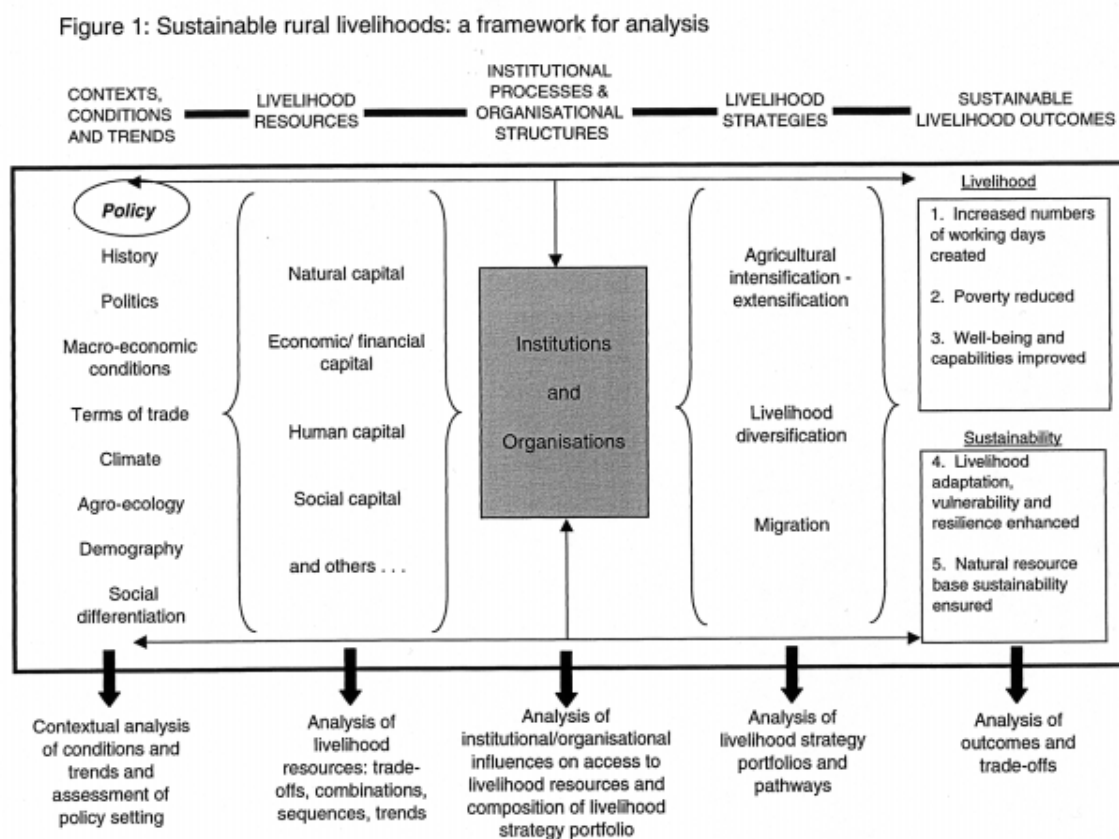 Figure 1: Sustainable rural livelihoods: a framework for analysis
CONTEXTS,
CONDITIONS
AND TRENDS
LIVELIHOOD
RESOURCES
INSTITUTIONAL
PROCESSES &
ORGANISATIONAL
STRUCTURES
LIVELIHOOD
STRATEGIES
SUSTAINABLE
LIVELIHOOD OUTCOMES
Policy
History
Politics
Macro-economic
conditions
Terms of trade
Climate
Agro-ecology
Demography
Social
differentiation
Natural capital
Economic/ financial
capital
Human capital
Social capital
and others . . .
Institutions
and
Organisations
Agricultural
intensification -
extensification
Livelihood
diversification
Migration
Livelihood
1. Increased numbers
of working days
created
2. Poverty reduced
3. Well-being and
capabilities improved
Sustainability
4. Livelihood
adaptation,
vulnerability and
resilience enhanced
5. Natural resource
base sustainability
ensured
Contextual analysis
of conditions and
trends and
assessment of
policy setting
Analysis of
livelihood
resources: trade-
offs, combinations,
sequences, trends
Analysis of
institutional/organisational
influences on access to
livelihood resources and
composition of livelihood
strategy portfolio
Analysis of
livelihood strategy
portfolios and
pathways
Analysis of
outcomes and
trade-offs